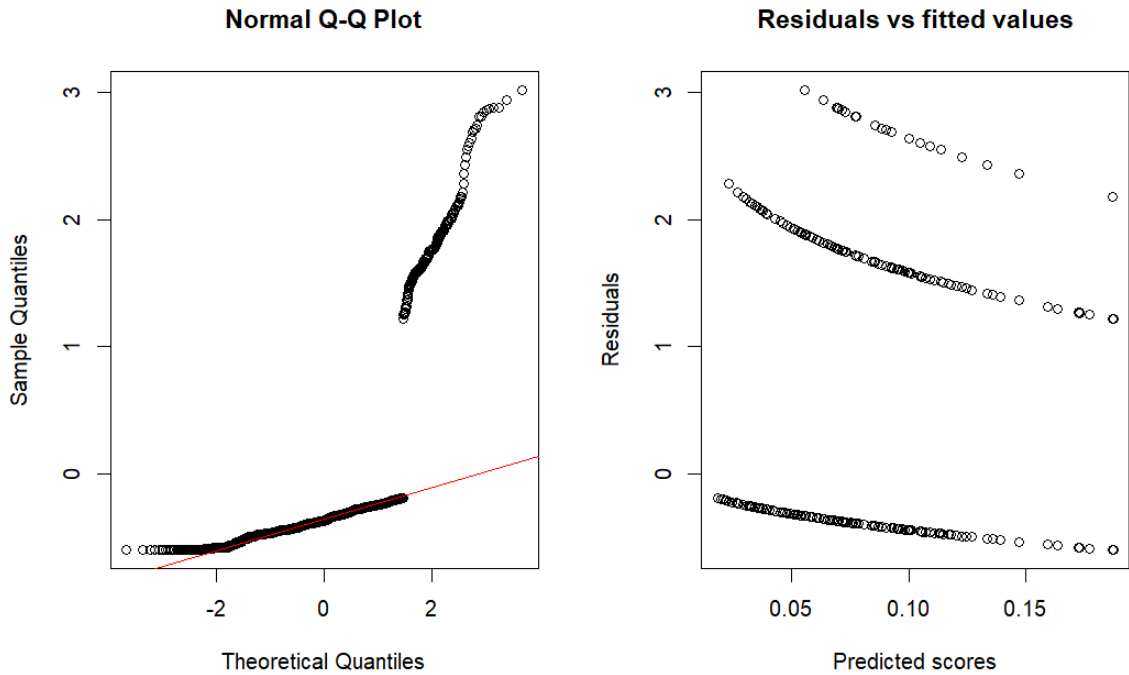 Normal Q-Q Plot
3
2
1
0
Sample Quantiles
-2
0
2
Theoretical Quantiles
Residuals vs fitted values
3
2
1
0
Residuals
0.05
0.10
0.15
Predicted scores